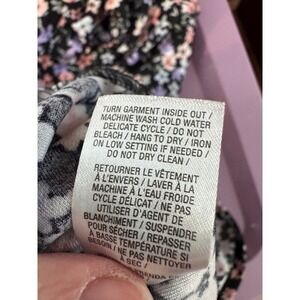 TURN GARMENT INSIDE OUT /
MACHINE WASH COLD WATER
DELICATE CYCLE / DO NOT
BLEACH / HANG TO DRY / IRON
ON LOW SETTING IF NEEDED /
DO NOT DRY CLEAN /
RETOURNER LE VÊTEMENT
À L'ENVERS / LAVER À LA
MACHINE À L'EAU FROIDE
CYCLE DÉLICAT / NE PAS
UTILISER D'AGENT DE
BLANCHIMENT / SUSPENDRE
POUR SÉCHER / REPASSER
À BASSE TEMPÉRATURE SI
BESOIN / NE PAS NETTOYER
À SEC /